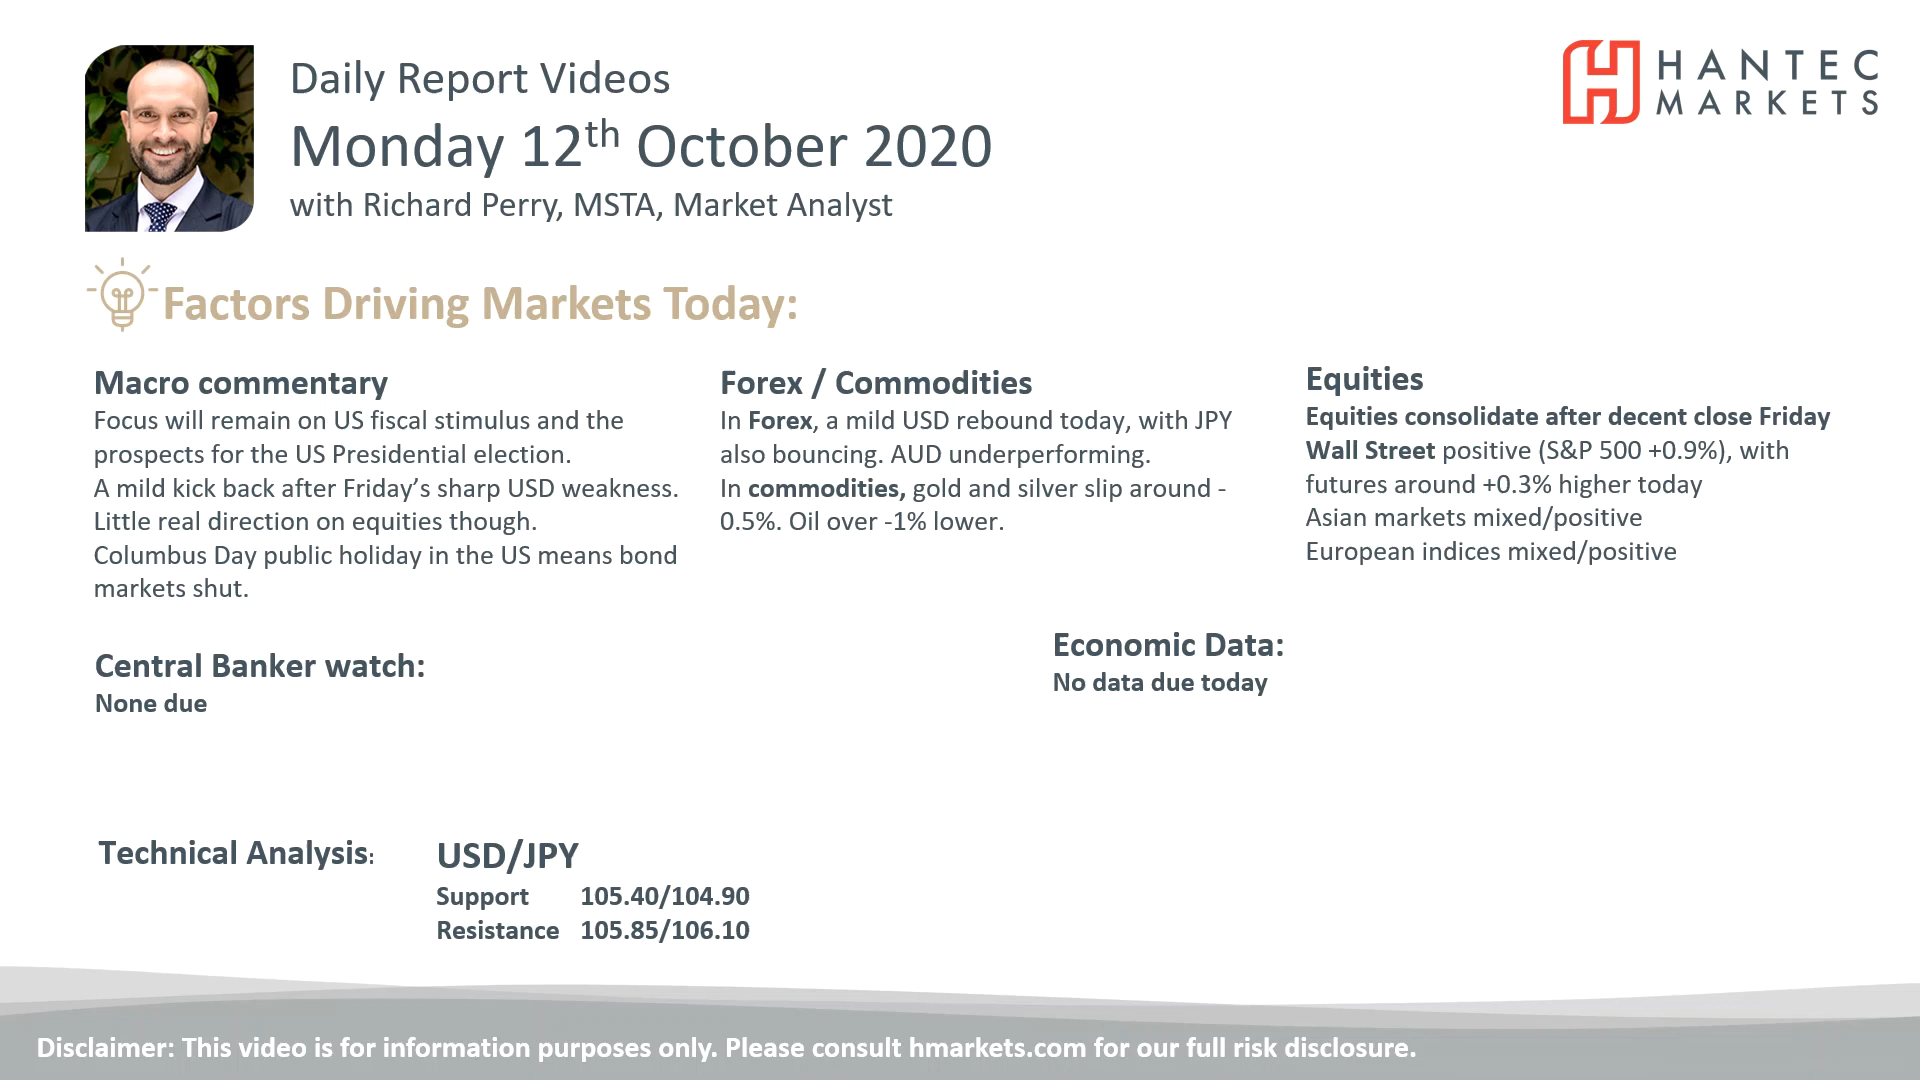 Daily Report Videos
Monday 12th October 2020
with Richard Perry, MSTA, Market Analyst
HANTEC
MARKETS
Factors Driving Markets Today:
Macro commentary
Focus will remain on US fiscal stimulus and the
prospects for the US Presidential election.
A mild kick back after Friday’s sharp USD weakness.
Little real direction on equities though.
Columbus Day public holiday in the US means bond
markets shut.
Forex / Commodities
In Forex, a mild USD rebound today, with JPY
also bouncing. AUD underperforming.
In commodities, gold and silver slip around -
0.5%. Oil over -1% lower.
Equities
Equities consolidate after decent close Friday
Wall Street positive (S&P 500 +0.9%), with
futures around +0.3% higher today
Asian markets mixed/positive
European indices mixed/positive
Central Banker watch:
None due
Economic Data:
No data due today
Technical Analysis:
USD/JPY
Support 105.40/104.90
Resistance 105.85/106.10
Disclaimer: This video is for information purposes only. Please consult hmarkets.com for our full risk disclosure.